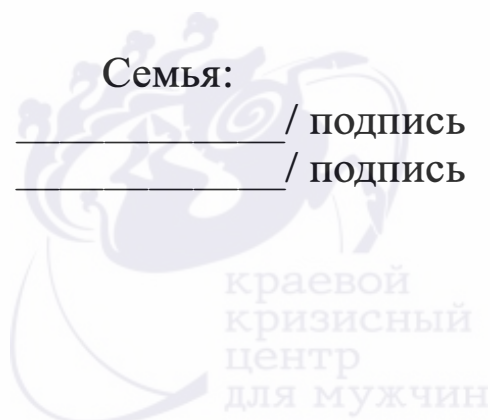 Семья:
____________/ подпись
____________/ подпись
краевой
кризисный
центр
для мужчин